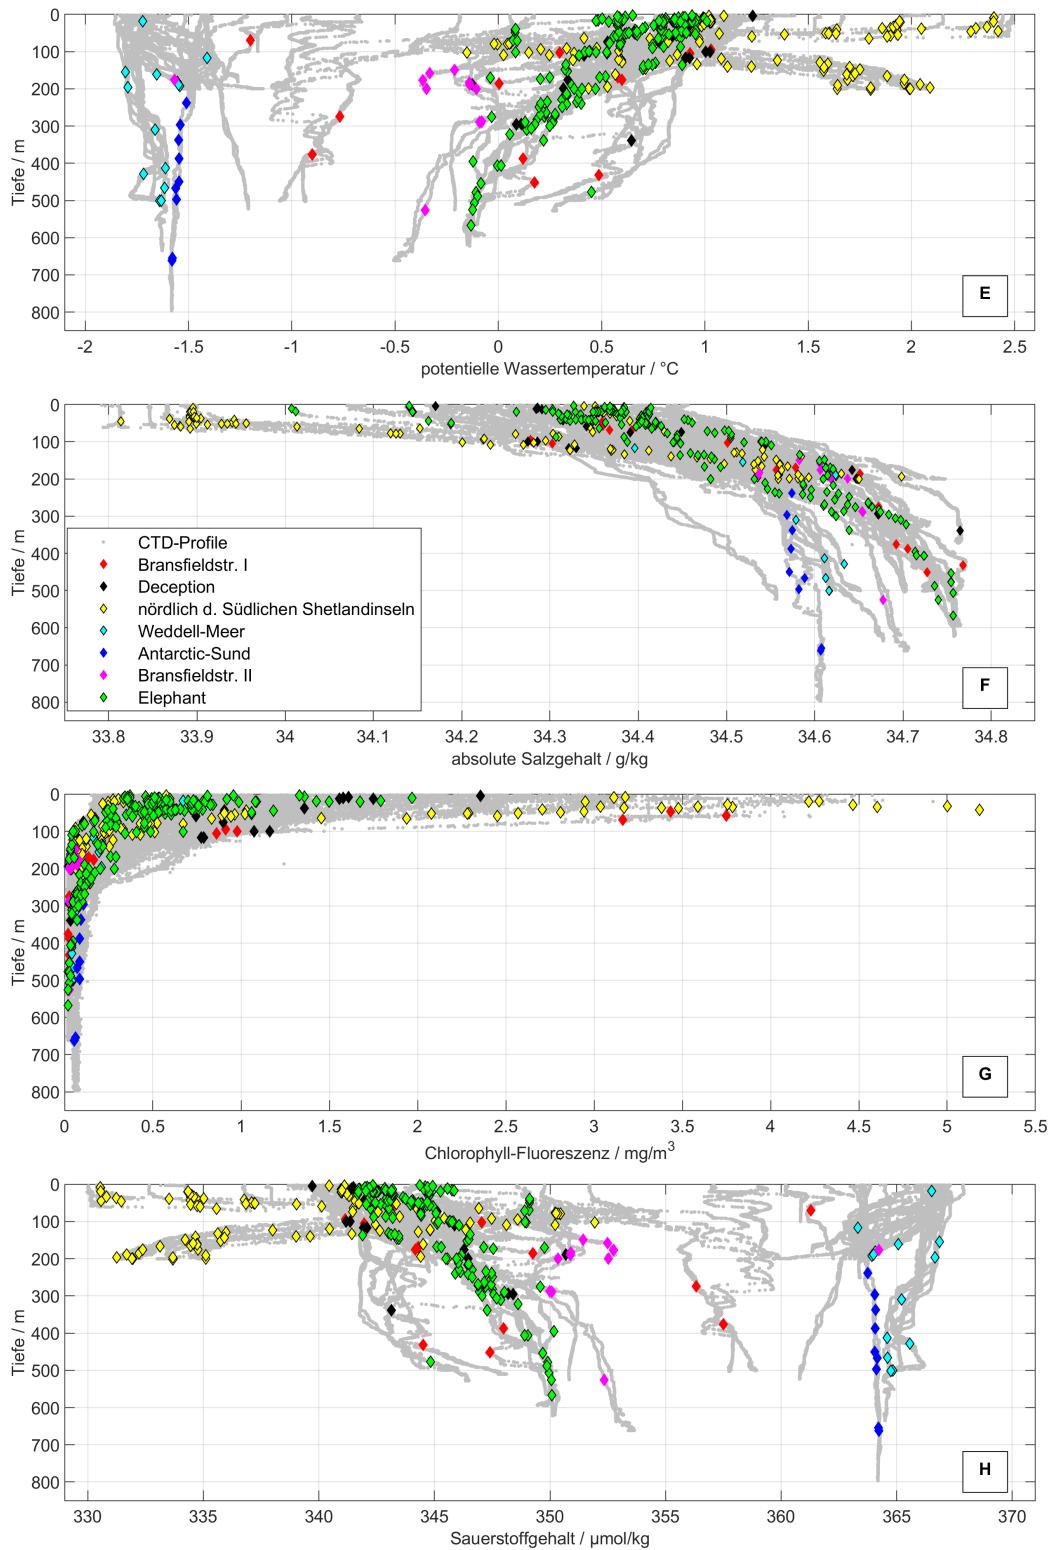 0
100
200
300
400
500
600
700
800
Tiefe / m
E
-2 -1.5 -1 -0.5 0 0.5 1 1.5 2 2.5
potentielle Wassertemperatur / °C
0
100
200
300
400
500
600
700
800
Tiefe / m
CTD-Profile
Bransfieldstr. I
Deception
nördlich d. Südlichen Shetlandinseln
Weddell-Meer
Antarctic-Sund
Bransfieldstr. II
Elephant
F
33.8 33.9 34 34.1 34.2 34.3 34.4 34.5 34.6 34.7 34.8
absolute Salzgehalt / g/kg
0
100
200
300
400
500
600
700
800
Tiefe / m
G
0 0.5 1 1.5 2 2.5 3 3.5 4 4.5 5 5.5
Chlorophyll-Fluoreszenz / mg/m³
0
100
200
300
400
500
600
700
800
Tiefe / m
H
330 335 340 345 350 355 360 365 370
Sauerstoffgehalt / µmol/kg